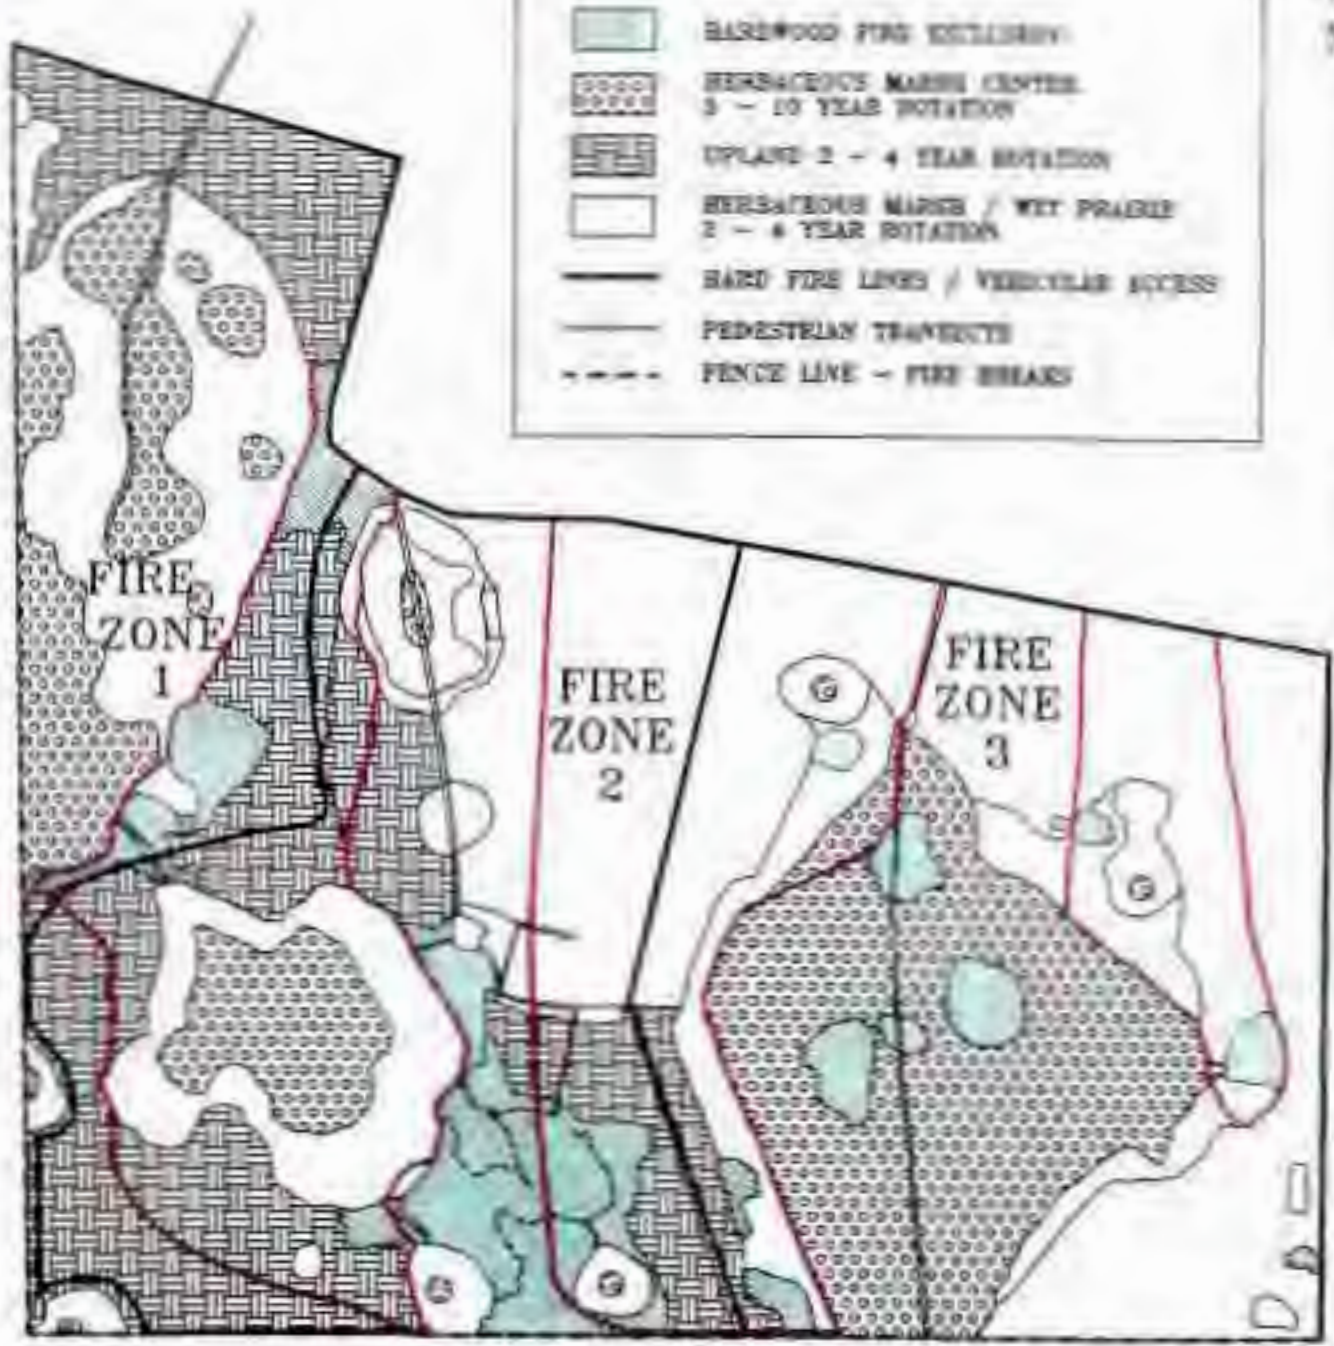 HARDWOOD FIRE EXCLUSION
HERBACEOUS MARSH CENTER
3 - 10 YEAR ROTATION
UPLAND 2 - 4 YEAR ROTATION
HERBACEOUS MARSH / WET PRAIRIE
2 - 4 YEAR ROTATION
HARD FIRE LINES / VEHICULAR ACCESS
PEDESTRIAN TRANSECTS
FENCE LINE - FIRE BREAKS
FIRE
ZONE
1
FIRE
ZONE
2
FIRE
ZONE
3
G
G
G
G